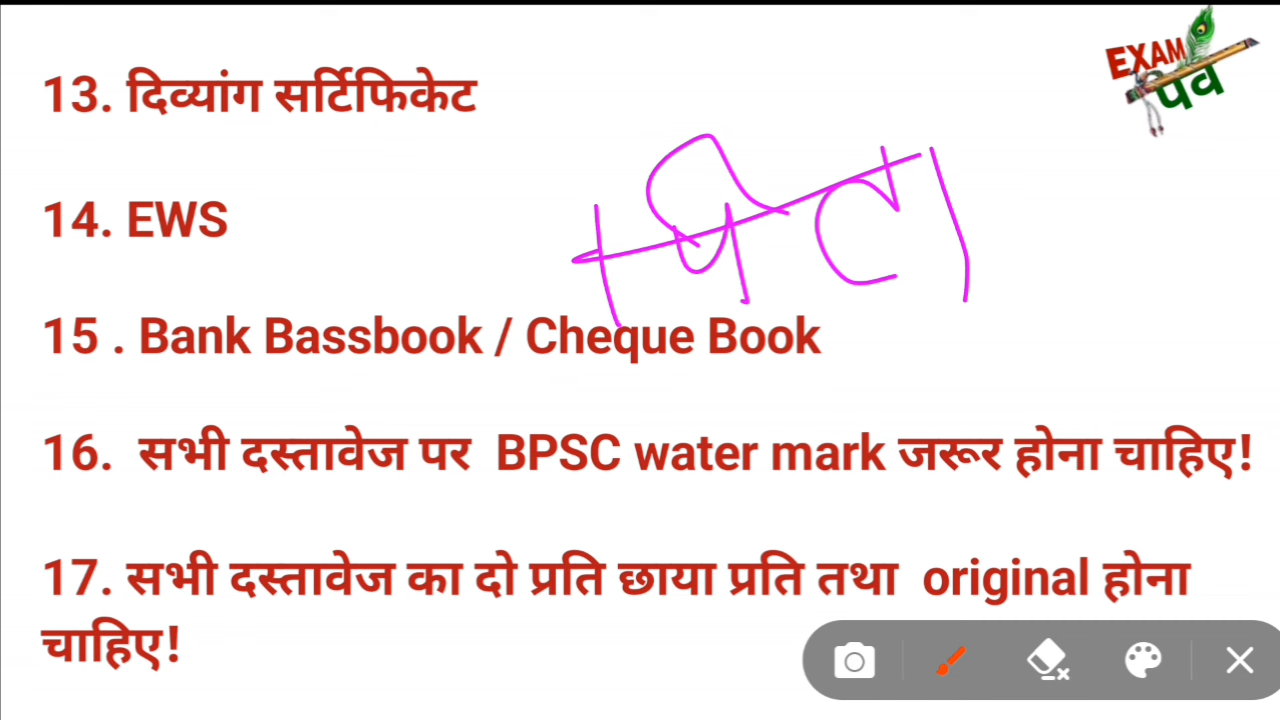 EXAM
पर्व
13. दिव्यांग सर्टिफिकेट
पिता
14. EWS
15 . Bank Bassbook / Cheque Book
16. सभी दस्तावेज पर BPSC water mark जरूर होना चाहिए!
17. सभी दस्तावेज का दो प्रति छाया प्रति तथा original होना
चाहिए!